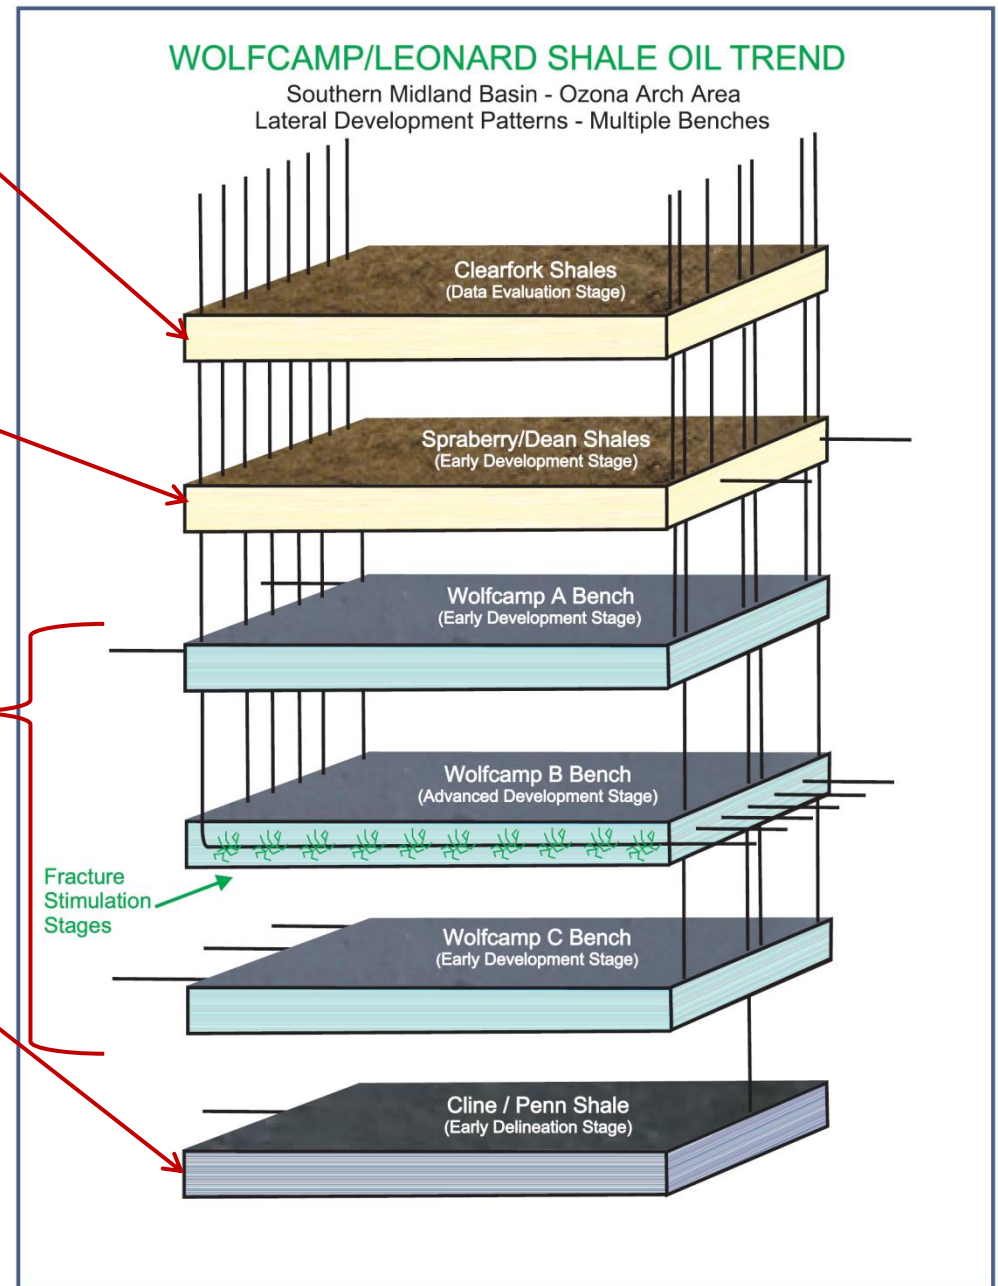 WOLFCAMP/LEONARD SHALE OIL TREND
Southern Midland Basin - Ozona Arch Area
Lateral Development Patterns - Multiple Benches
Clearfork Shales
(Data Evaluation Stage)
Spraberry/Dean Shales
(Early Development Stage)
Wolfcamp A Bench
(Early Development Stage)
Wolfcamp B Bench
(Advanced Development Stage)
Fracture
Stimulation
Stages
Wolfcamp C Bench
(Early Development Stage)
Cline / Penn Shale
(Early Delineation Stage)